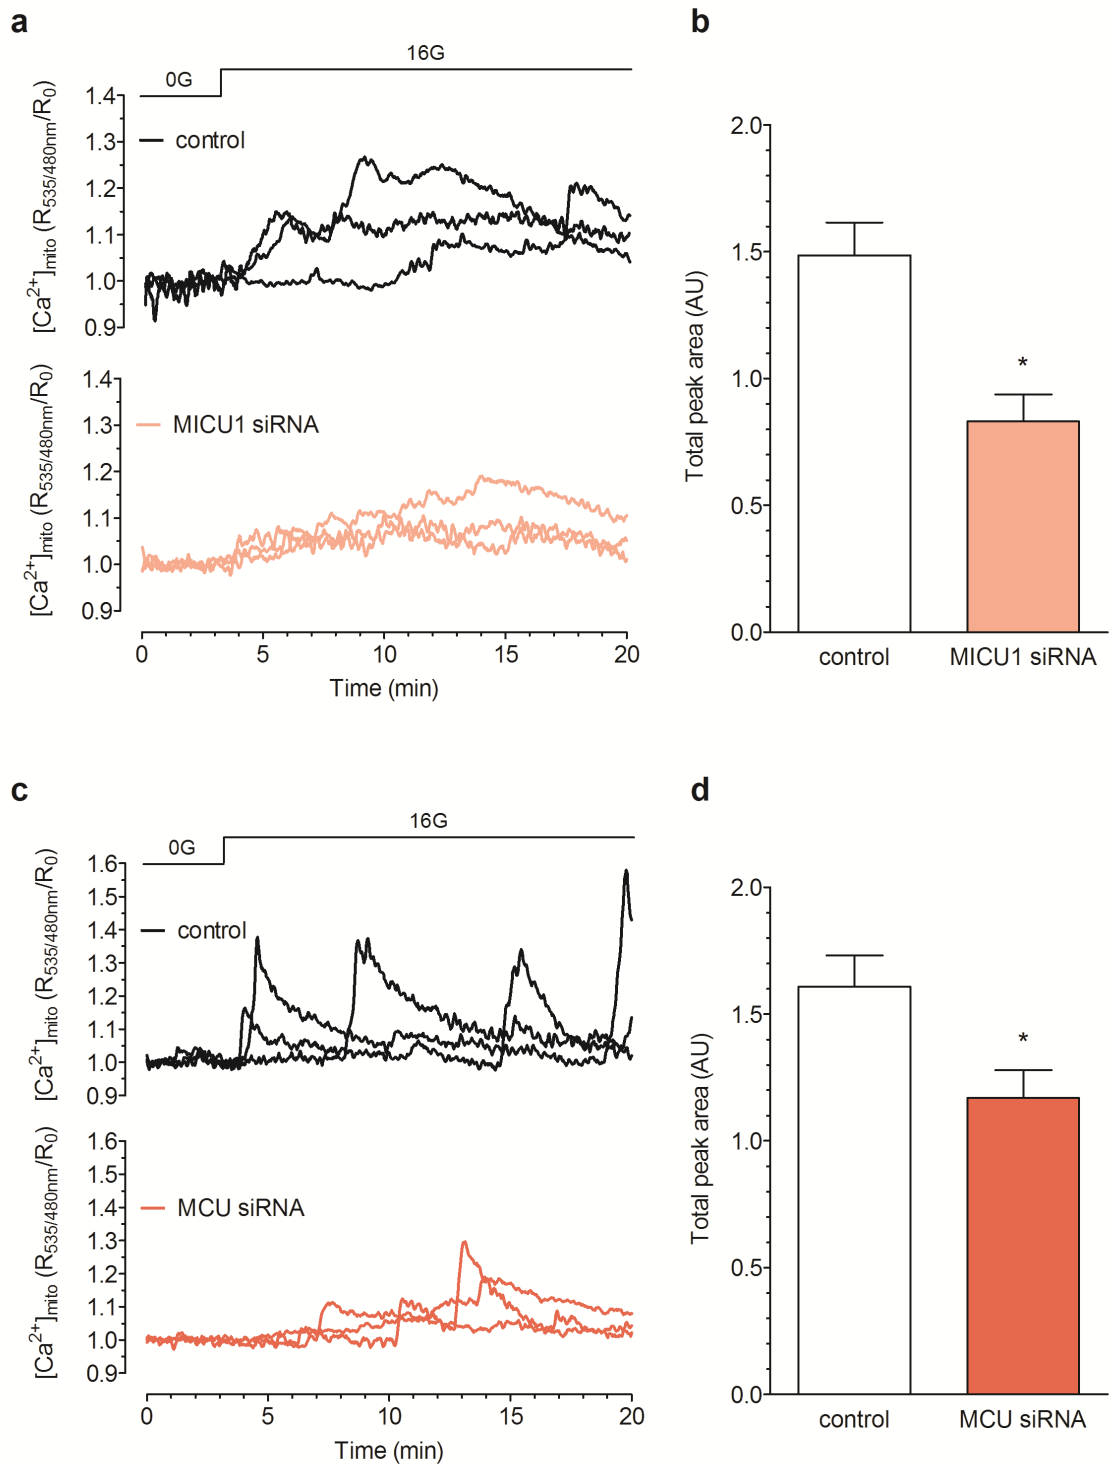 a
16G
0G
1.4
1.3
1.2
1.1
1.0
0.9
[Ca2+]mito (R535/480nm/R0)
control
1.4
1.3
1.2
1.1
1.0
0.9
[Ca2+]mito (R535/480nm/R0)
MICU1 siRNA
0 5 10 15 20
Time (min)
b
2.0
1.5
1.0
0.5
0.0
Total peak area (AU)
*
control MICU1 siRNA
c
16G
0G
1.6
1.5
1.4
1.3
1.2
1.1
1.0
0.9
[Ca2+]mito (R535/480nm/R0)
control
1.6
1.5
1.4
1.3
1.2
1.1
1.0
0.9
[Ca2+]mito (R535/480nm/R0)
MCU siRNA
0 5 10 15 20
Time (min)
d
2.0
1.5
1.0
0.5
0.0
Total peak area (AU)
*
control MCU siRNA